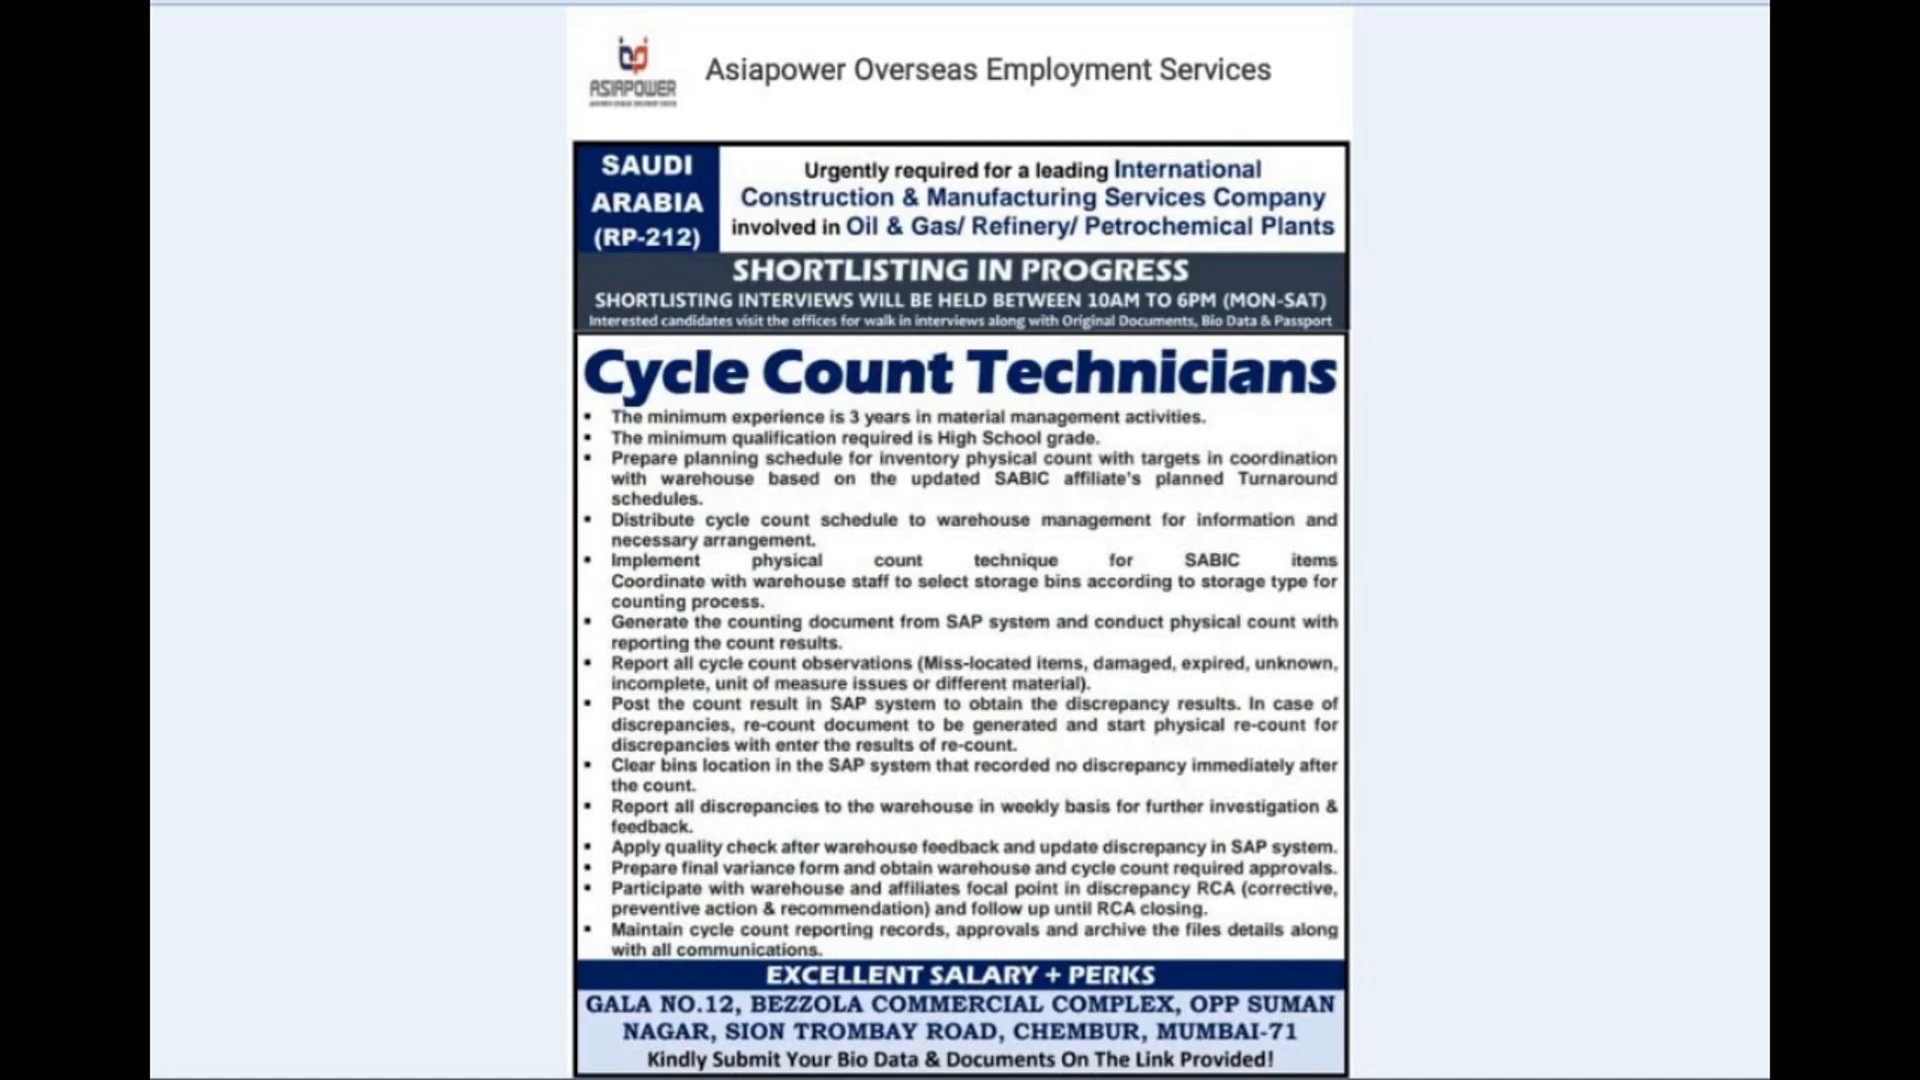 ASIAPOWER
Asiapower Overseas Employment Services
SAUDI
ARABIA
(RP-212)
Urgently required for a leading International
Construction & Manufacturing Services Company
involved in Oil & Gas/ Refinery/ Petrochemical Plants
SHORTLISTING IN PROGRESS
SHORTLISTING INTERVIEWS WILL BE HELD BETWEEN 10AM TO 6PM (MON-SAT)
Interested candidates visit the offices for walk in interviews along with Original Documents, Bio Data & Passport
Cycle Count Technicians
▪ The minimum experience is 3 years in material management activities.
▪ The minimum qualification required is High School grade.
▪ Prepare planning schedule for inventory physical count with targets in coordination
with warehouse based on the updated SABIC affiliate's planned Turnaround
schedules.
▪ Distribute cycle count schedule to warehouse management for information and
necessary arrangement.
▪ Implement physical count technique for SABIC items
Coordinate with warehouse staff to select storage bins according to storage type for
counting process.
▪ Generate the counting document from SAP system and conduct physical count with
reporting the count results.
▪ Report all cycle count observations (Miss-located items, damaged, expired, unknown,
incomplete, unit of measure issues or different material).
▪ Post the count result in SAP system to obtain the discrepancy results. In case of
discrepancies, re-count document to be generated and start physical re-count for
discrepancies with enter the results of re-count.
▪ Clear bins location in the SAP system that recorded no discrepancy immediately after
the count.
▪ Report all discrepancies to the warehouse in weekly basis for further investigation &
feedback.
▪ Apply quality check after warehouse feedback and update discrepancy in SAP system.
▪ Prepare final variance form and obtain warehouse and cycle count required approvals.
▪ Participate with warehouse and affiliates focal point in discrepancy RCA (corrective,
preventive action & recommendation) and follow up until RCA closing.
▪ Maintain cycle count reporting records, approvals and archive the files details along
with all communications.
EXCELLENT SALARY + PERKS
GALA NO.12, BEZZOLA COMMERCIAL COMPLEX, OPP SUMAN
NAGAR, SION TROMBAY ROAD, CHEMBUR, MUMBAI-71
Kindly Submit Your Bio Data & Documents On The Link Provided!